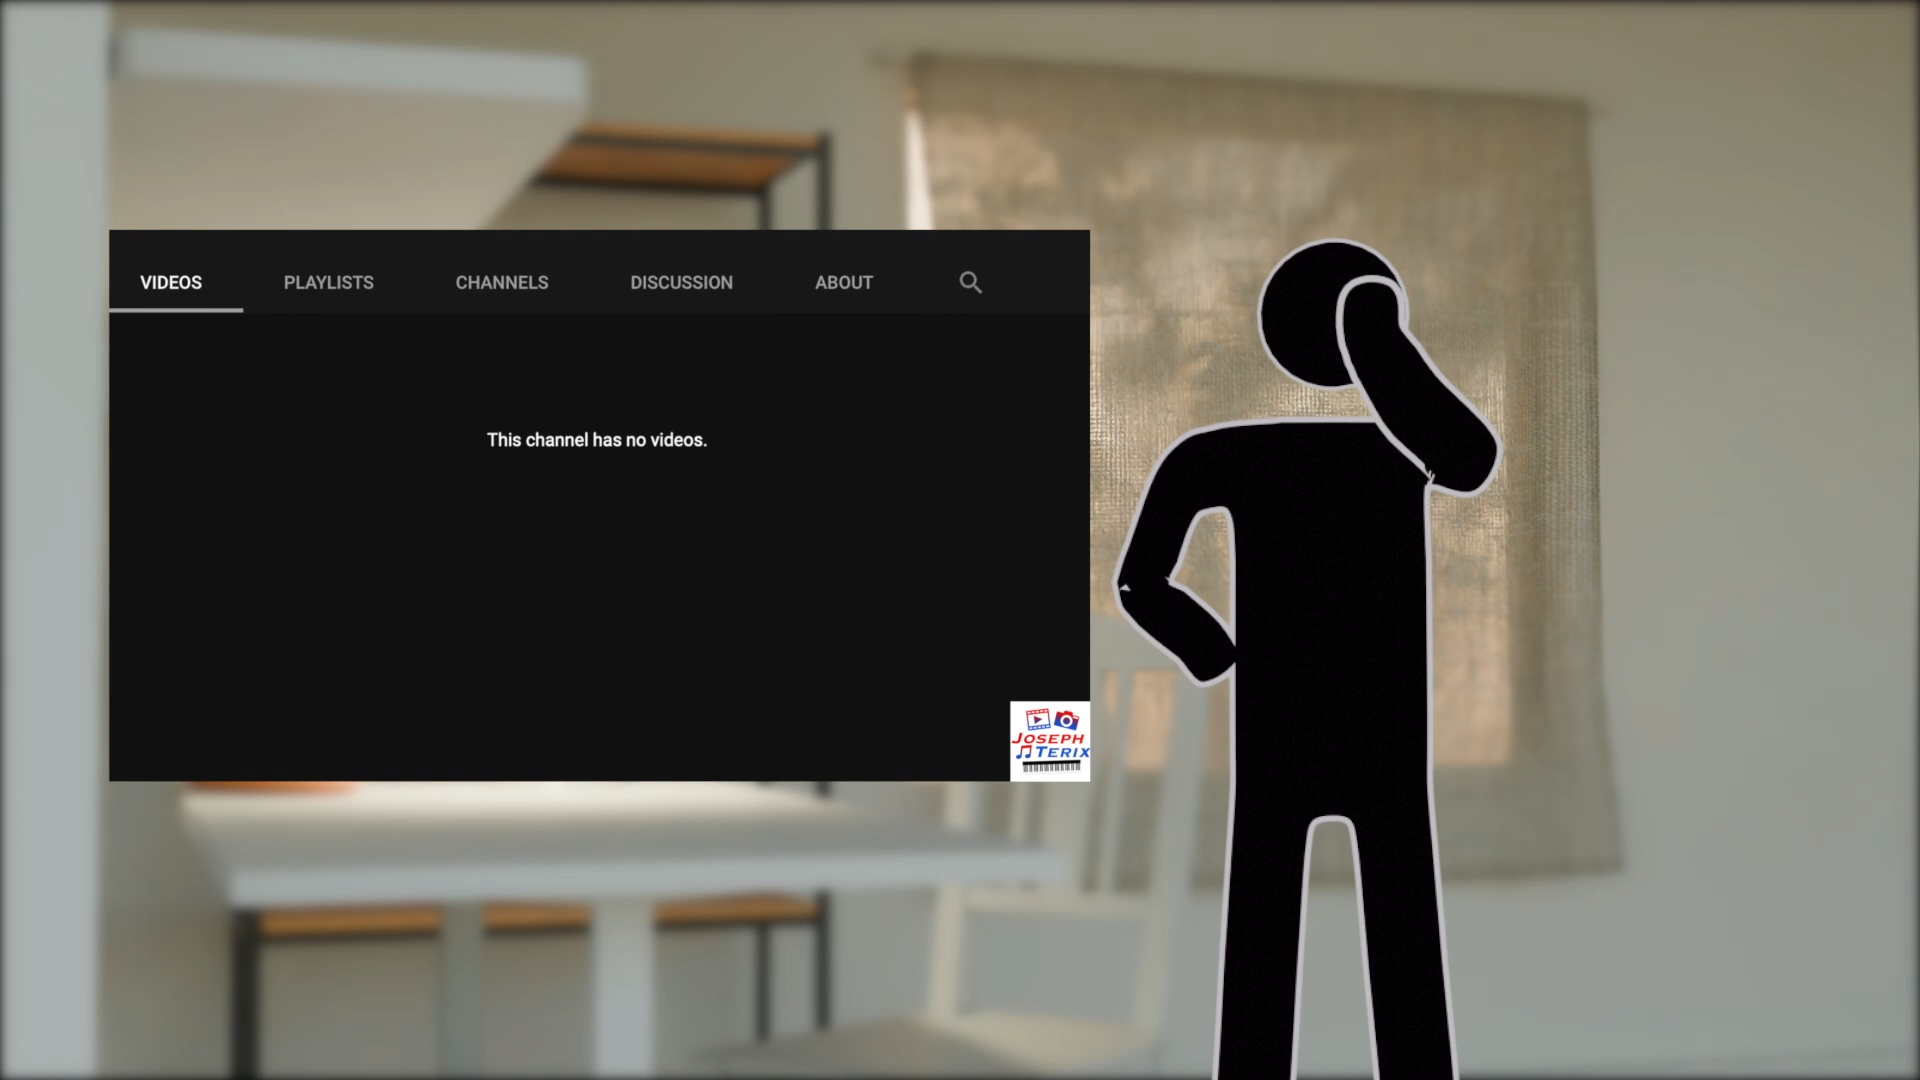 VIDEOS PLAYLISTS CHANNELS DISCUSSION ABOUT
This channel has no videos.
JOSEPH
TERIX